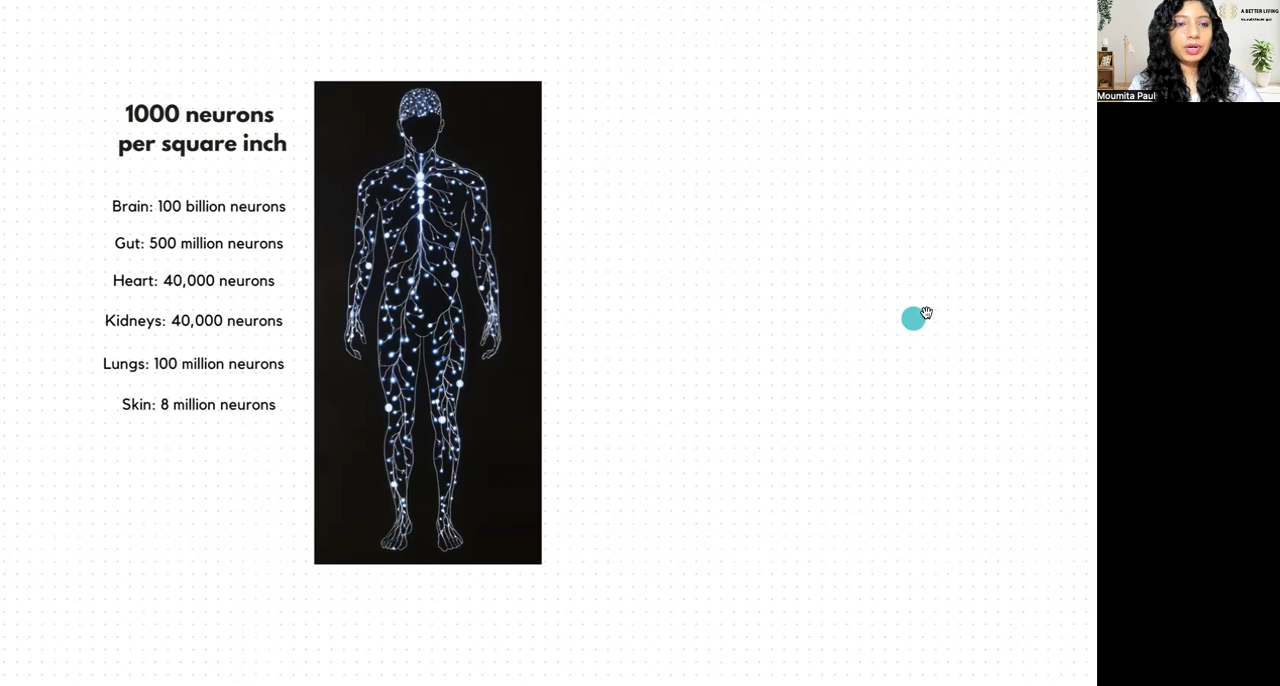 1000 neurons
per square inch
Brain: 100 billion neurons
Gut: 500 million neurons
Heart: 40,000 neurons
Kidneys: 40,000 neurons
Lungs: 100 million neurons
Skin: 8 million neurons
A BETTER LIVING
Moumita Paul